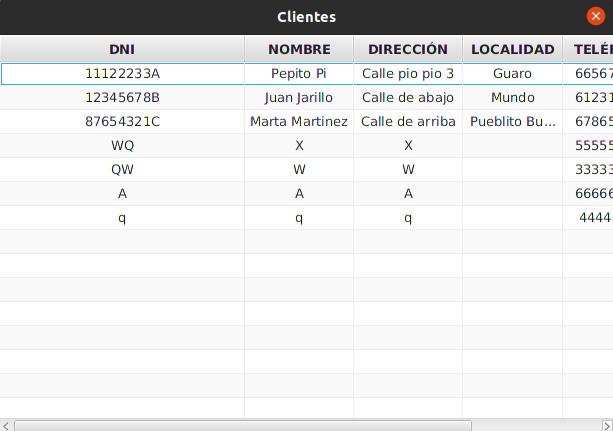 Clientes
DNI NOMBRE DIRECCIÓN LOCALIDAD TELÉF
11122233A Pepito Pi Calle pio pio 3 Guaro 66567
12345678B Juan Jarillo Calle de abajo Mundo 61231
87654321C Marta Martinez Calle de arriba Pueblito Bu... 67865
WQ X X 55555
QW W W 33333
A A A 66666
q q q 4444